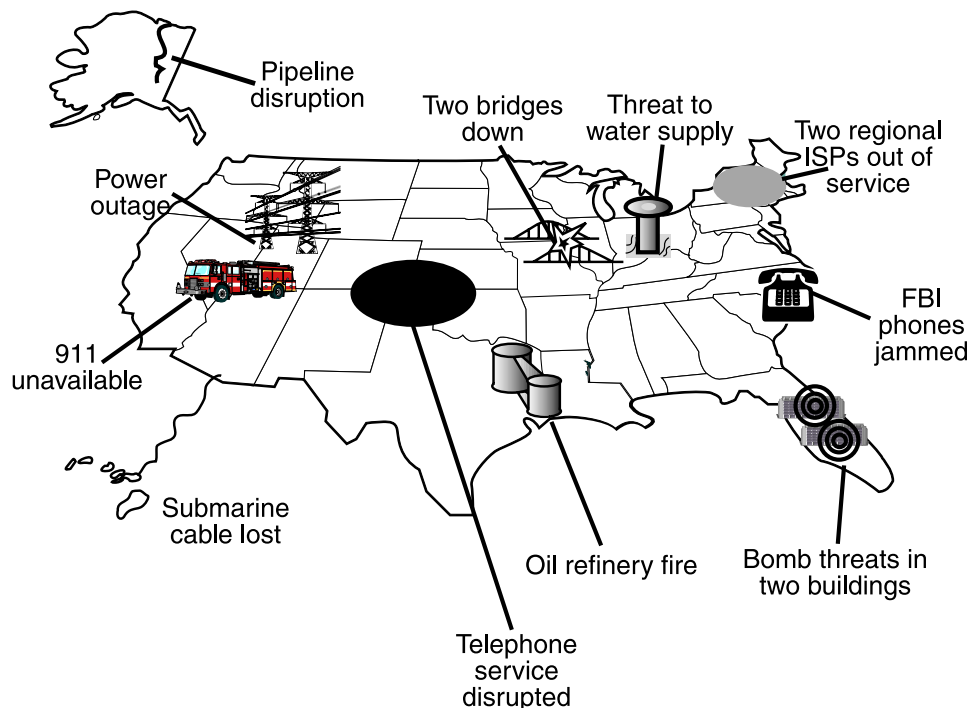 Pipeline
disruption
Two bridges
down
Threat to
water supply
Two regional
ISPs out of
service
Power
outage
FBI
phones
jammed
911
unavailable
Submarine
cable lost
Oil refinery fire
Bomb threats in
two buildings
Telephone
service
disrupted